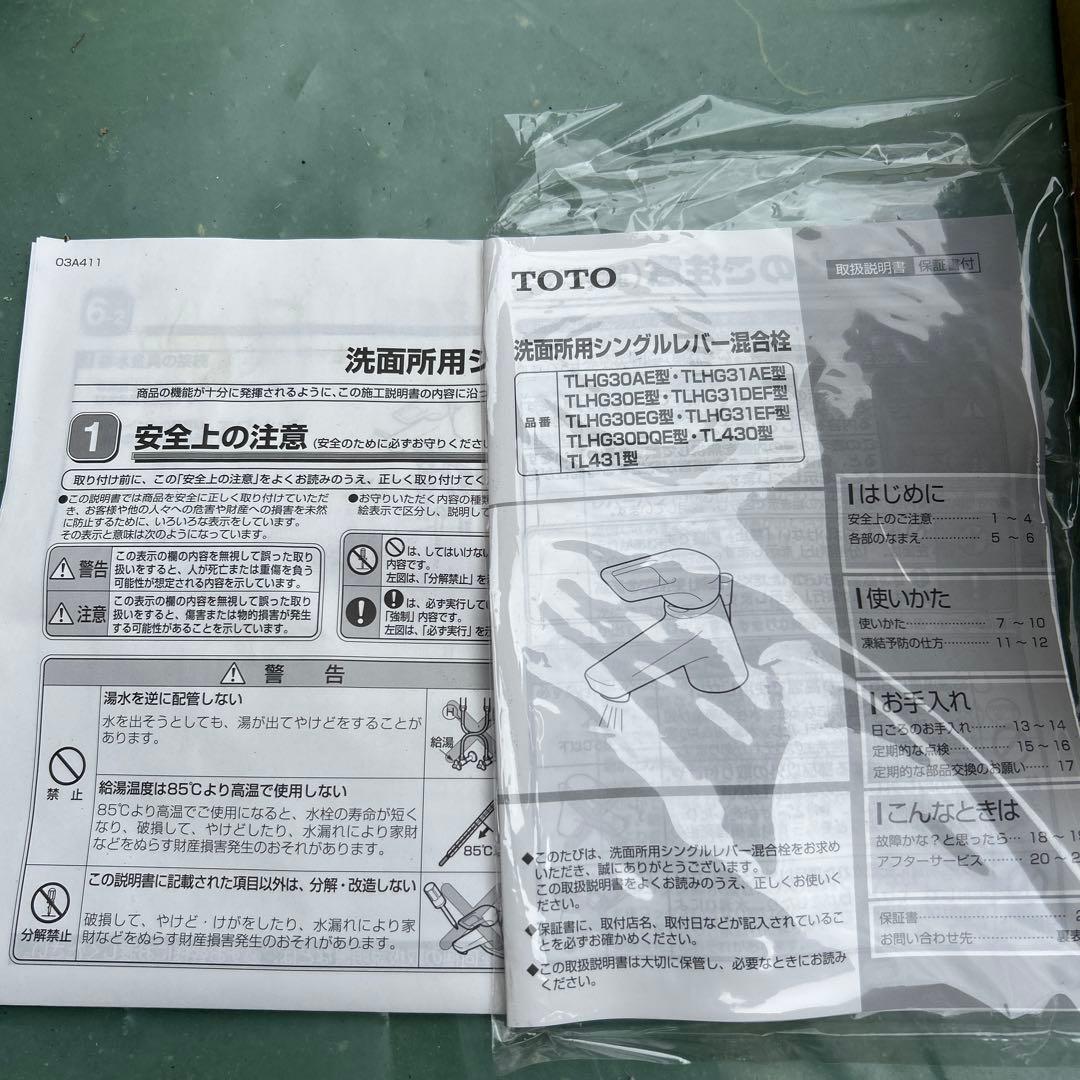 03A411
洗面所用シ
商品の機能が十分に発揮されるように、この施工説明書の内容に沿っ
1 安全上の注意 (安全のために必ずお守りくださ
取り付け前に、この「安全上の注意」をよくお読みのうえ、正しく取り付けてく
●この説明書では商品を安全に正しく取り付けていただ
き、お客様や他の人々への危害や財産への損害を未然
に防止するために、いろいろな表示をしています。
その表示と意味は次のようになっています。
警告
この表示の欄の内容を無視して誤った取り
扱いをすると、人が死亡または重傷を負う
可能性が想定される内容を示しています。
注意
この表示の欄の内容を無視して誤った取り
扱いをすると、傷害または物的損害が発生
する可能性があることを示しています。
●お守りいただく内容の種類
絵表示で区分し、説明して
は、してはいけない
内容です。
左図は、「分解禁止」を
は、必ず実行して
「強制」内容です。
左図は、「必ず実行」を示
警告
禁止
湯水を逆に配管しない
水を出そうとしても、湯が出てやけどをすることが
あります。
H
給湯
給湯温度は85℃より高温で使用しない
85℃より高温でご使用になると、水栓の寿命が短く
なり、破損して、やけどしたり、水漏れにより家財
などをぬらす財産損害発生のおそれがあります。
85℃
分解禁止
この説明書に記載された項目以外は、分解・改造しない
破損して、やけど・けがをしたり、水漏れにより家
財などをぬらす財産損害発生のおそれがあります。
TOTO
取扱説明書 保証書付
洗面所用シングルレバー混合栓
品番
TLHG30AE型・TLHG31AE型
TLHG30E型・TLHG31DEF型
TLHG30EG型・TLHG31EF型
TLHG30DQE型・TL430型
TL431型
はじめに
安全上のご注意………… 1～4
各部のなまえ………… 5～6
使いかた
使いかた………… 7～10
凍結予防の仕方………… 11～12
お手入れ
日ごろのお手入れ……… 13～14
定期的な点検………… 15～16
定期的な部品交換のお願い…… 17
こんなときは
故障かな?と思ったら… 18～19
アフターサービス……… 20～2
保証書………………… 2
お問い合わせ先………… 裏表
◆このたびは、洗面所用シングルレバー混合栓をお求め
いただき、誠にありがとうございます。
この取扱説明書をよくお読みのうえ、正しくお使いく
ださい。
◆保証書に、取付店名、取付日などが記入されているこ
とを必ずお確かめください。
◆この取扱説明書は大切に保管し、必要なときにお読み
ください。